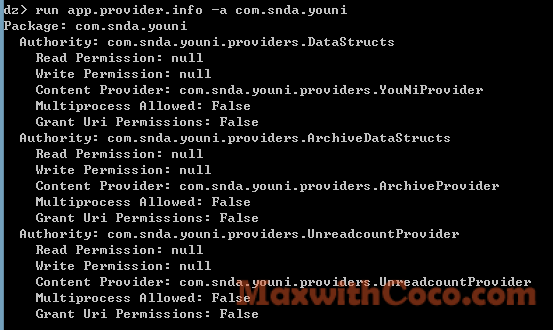 dz> run app.provider.info -a com.snda.youni
Package: com.snda.youni
  Authority: com.snda.youni.providers.DataStructs
    Read Permission: null
    Write Permission: null
    Content Provider: com.snda.youni.providers.YouNiProvider
    Multiprocess Allowed: False
    Grant Uri Permissions: False
  Authority: com.snda.youni.providers.ArchiveDataStructs
    Read Permission: null
    Write Permission: null
    Content Provider: com.snda.youni.providers.ArchiveProvider
    Multiprocess Allowed: False
    Grant Uri Permissions: False
  Authority: com.snda.youni.providers.UnreadcountProvider
    Read Permission: null
    Write Permission: null
    Content Provider: com.snda.youni.providers.UnreadcountProvider
    Multiprocess Allowed: False
    Grant Uri Permissions: False
MaxwithCoco.com